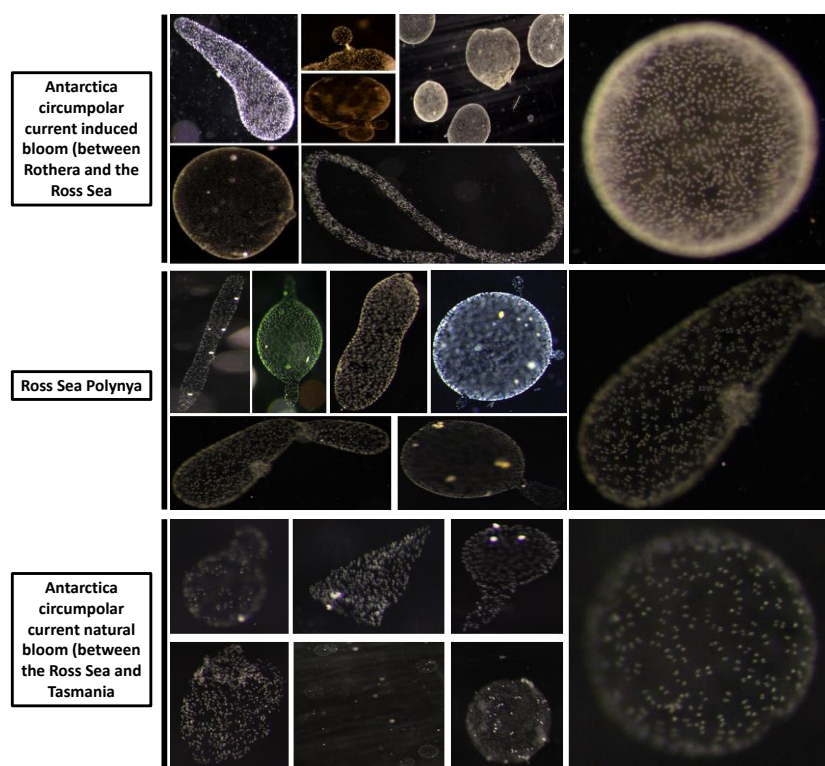 Antarctica
circumpolar
current induced
bloom (between
Rothera and the
Ross Sea
Ross Sea Polynya
Antarctica
circumpolar
current natural
bloom (between
the Ross Sea and
Tasmania